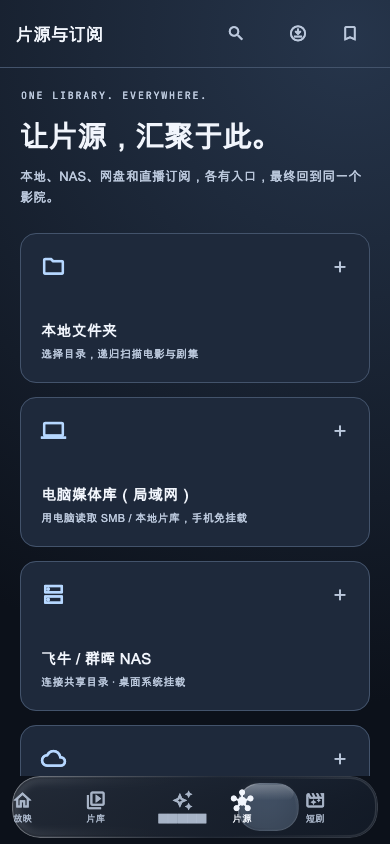 片源与订阅
ONE LIBRARY. EVERYWHERE.
让片源，汇聚于此。
本地、NAS、网盘和直播订阅，各有入口，最终回到同一个
影院。
本地文件夹
选择目录，递归扫描电影与剧集
电脑媒体库（局域网）
用电脑读取 SMB / 本地片库，手机免挂载
飞牛 / 群晖 NAS
连接共享目录 · 桌面系统挂载
放映
片库
片源
短剧